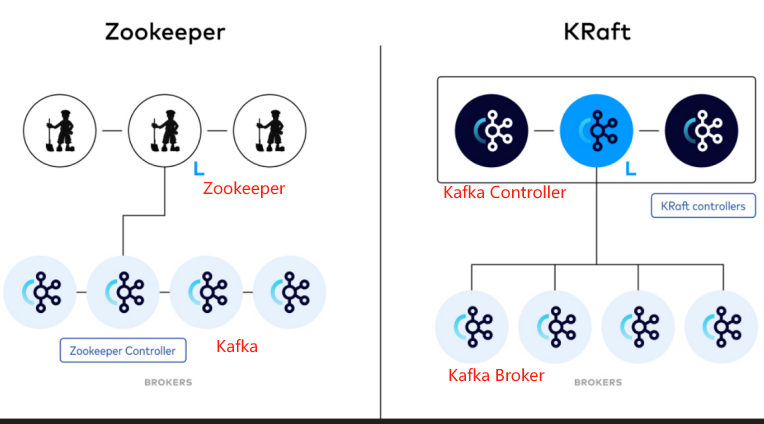 Zookeeper
L
Zookeeper
Zookeeper Controller
Kafka
BROKERS
KRaft
L
Kafka Controller
KRaft controllers
Kafka Broker
BROKERS